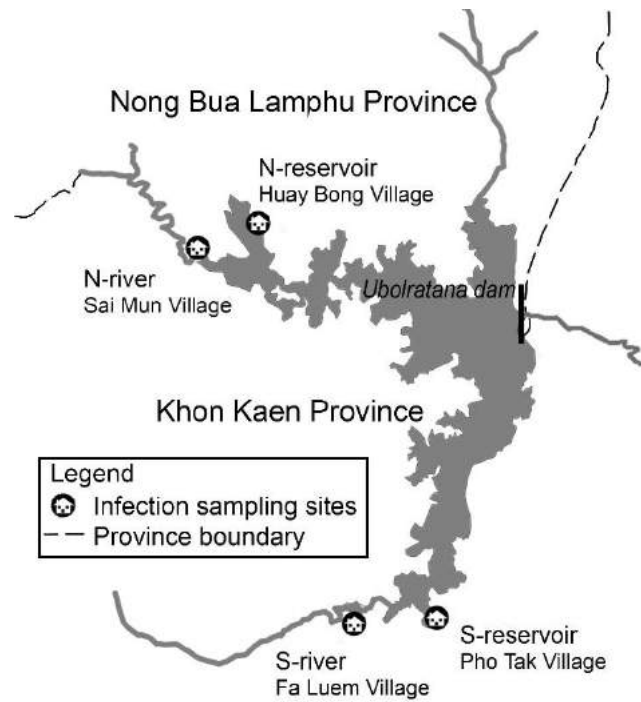 Nong Bua Lamphu Province
N-reservoir
Huay Bong Village
N-river
Sai Mun Village
Ubolratana dam
Khon Kaen Province
Legend
Infection sampling sites
Province boundary
S-river
Fa Luem Village
S-reservoir
Pho Tak Village